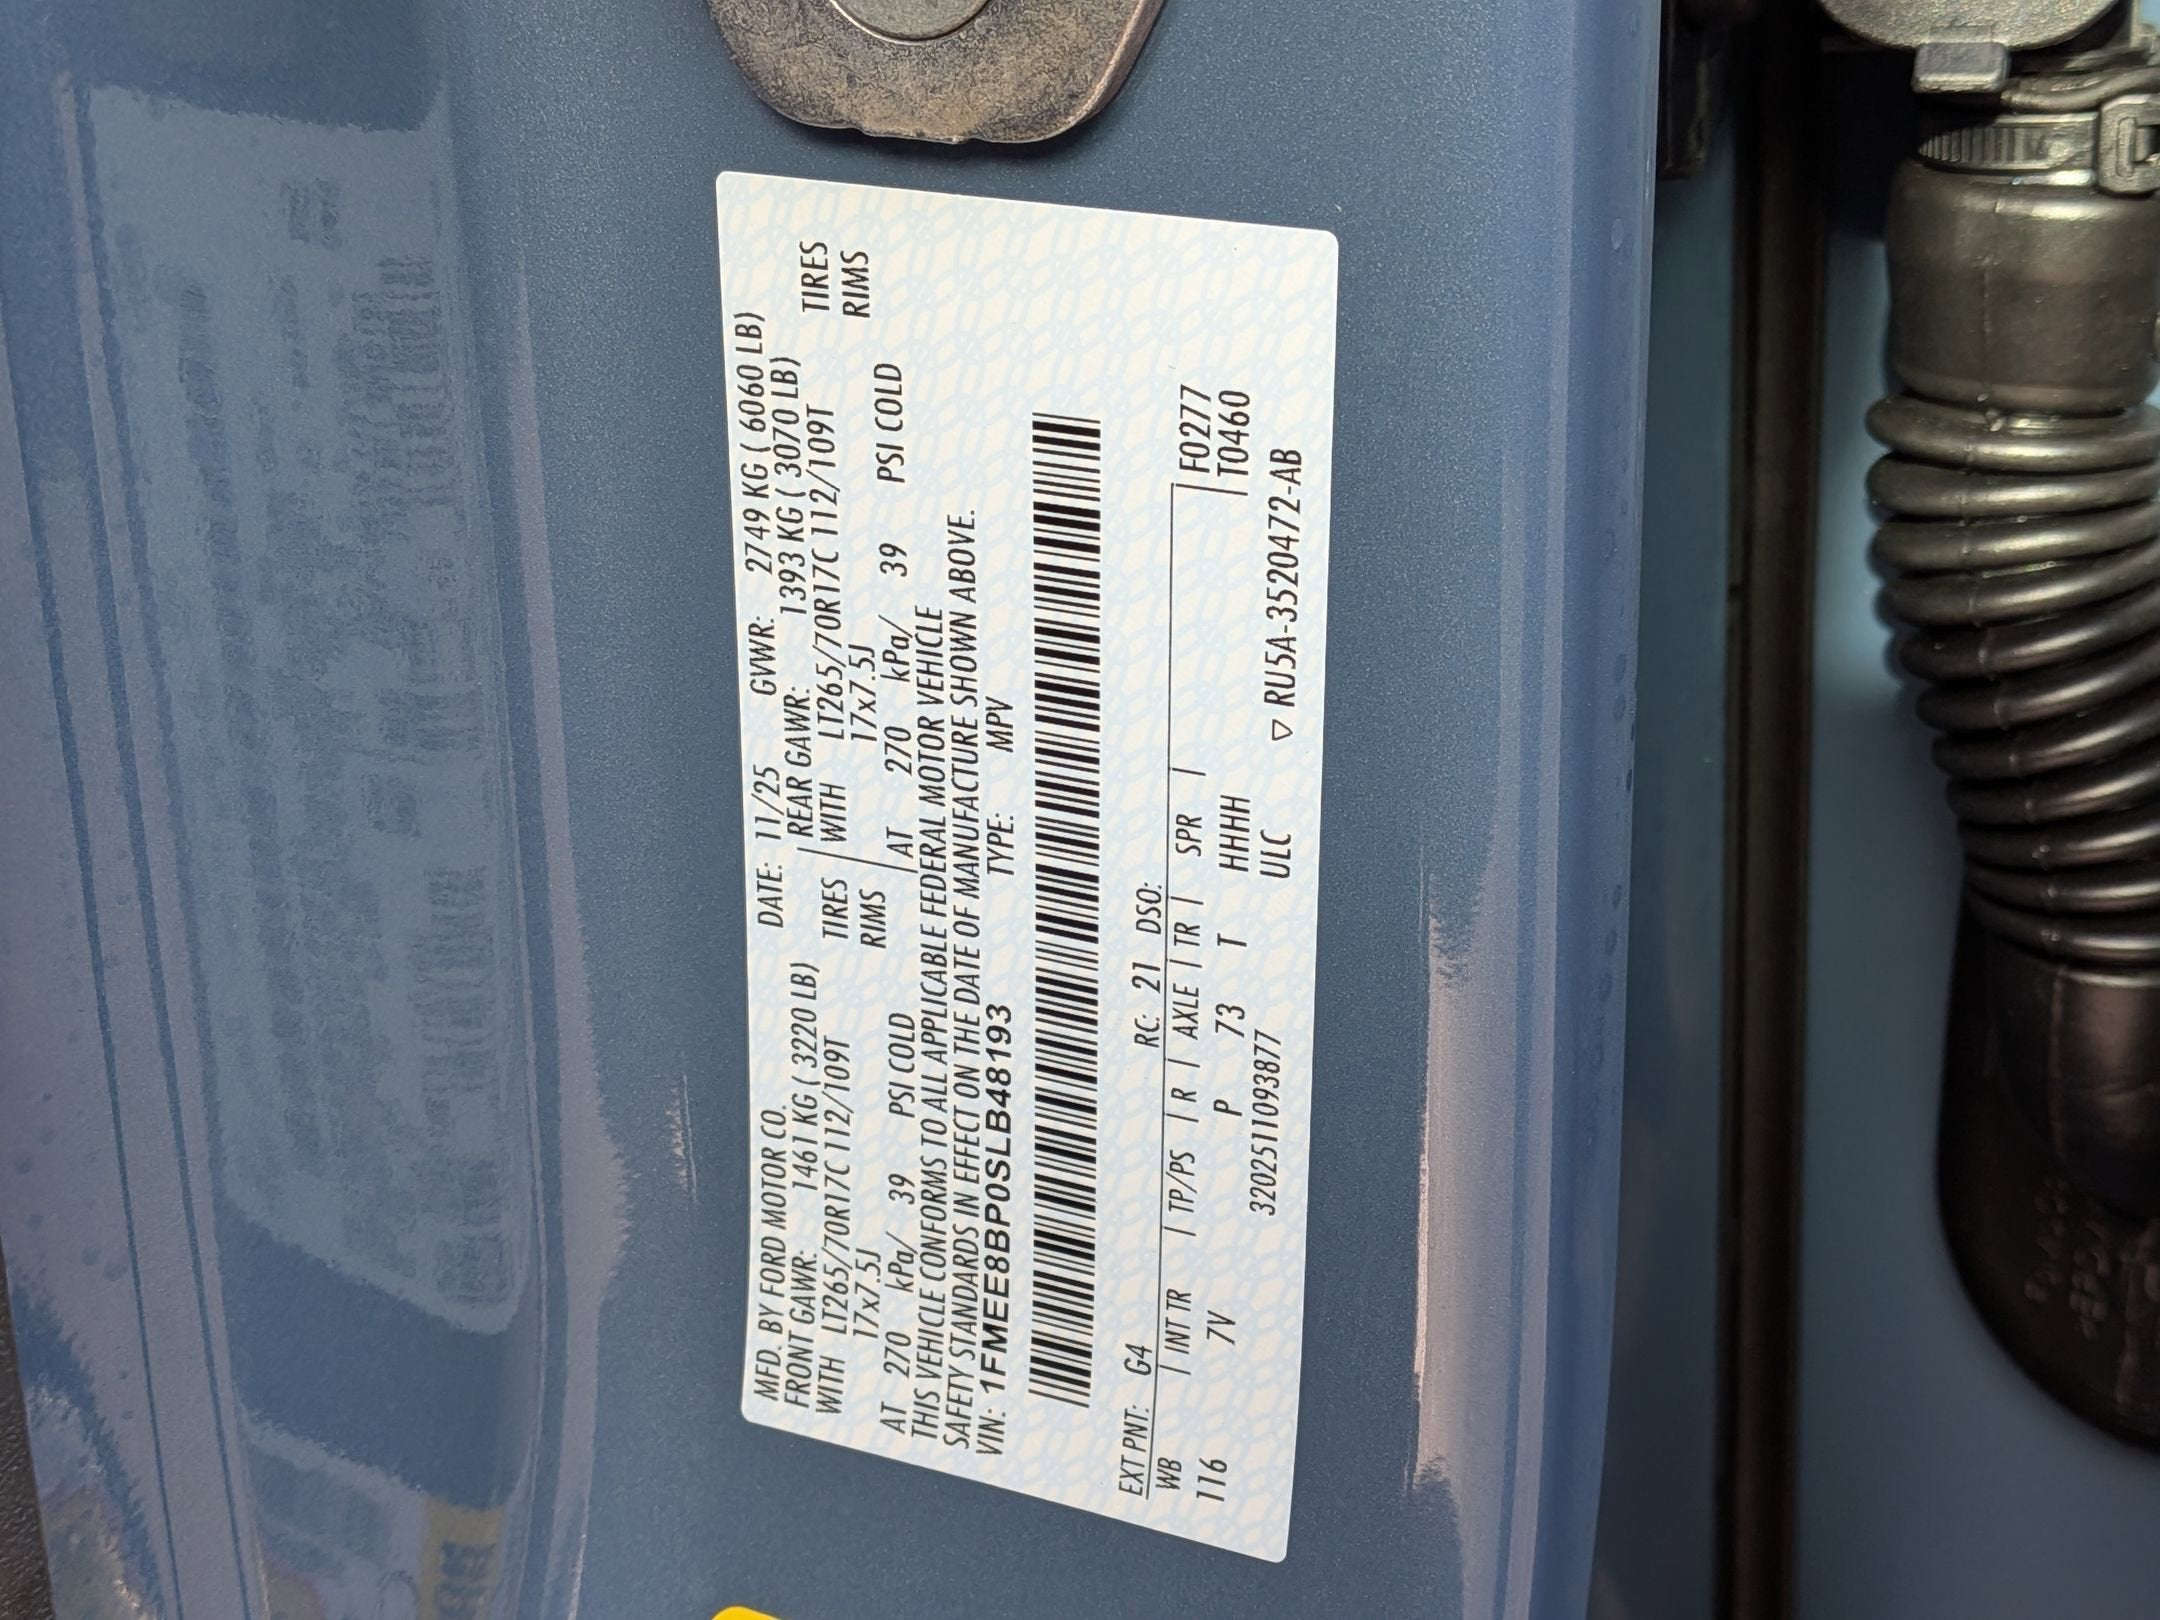 MFD. BY FORD MOTOR CO. DATE: 11/25 GVWR: 2749 KG ( 6060 LB)
FRONT GAWR: 1461 KG ( 3220 LB) REAR GAWR: 1393 KG ( 3070 LB)
WITH LT265/70R17C 112/109T TIRES WITH LT265/70R17C 112/109T TIRES
17x7.5J RIMS 17x7.5J RIMS
AT 270 kPa/ 39 PSI COLD AT 270 kPa/ 39 PSI COLD
THIS VEHICLE CONFORMS TO ALL APPLICABLE FEDERAL MOTOR VEHICLE
SAFETY STANDARDS IN EFFECT ON THE DATE OF MANUFACTURE SHOWN ABOVE.
VIN: 1FMEE8BP0SLB48193 TYPE: MPV
EXT PNT: G4 RC: 21 DSO:
WB | INT TR | TP/PS | R | AXLE | TR | SPR | F0277
116 7V P 73 T HHHH T0460
3202511093877 ULC ▽ RU5A-3520472-AB